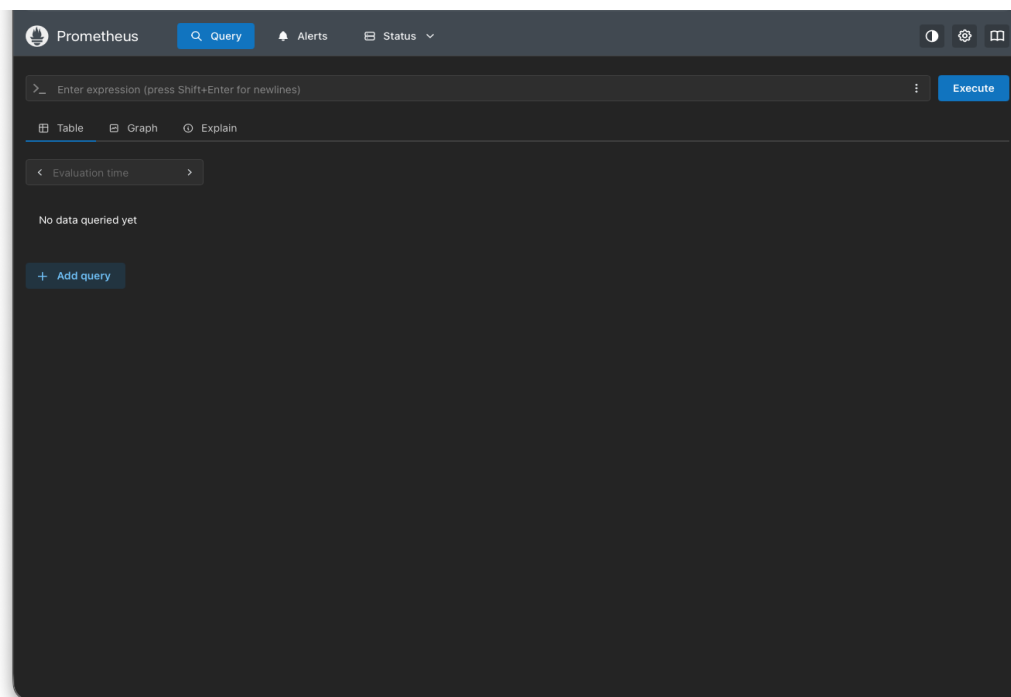 Prometheus Query Alerts Status
>_ Enter expression (press Shift+Enter for newlines) Execute
Table Graph Explain
Evaluation time
No data queried yet
+ Add query